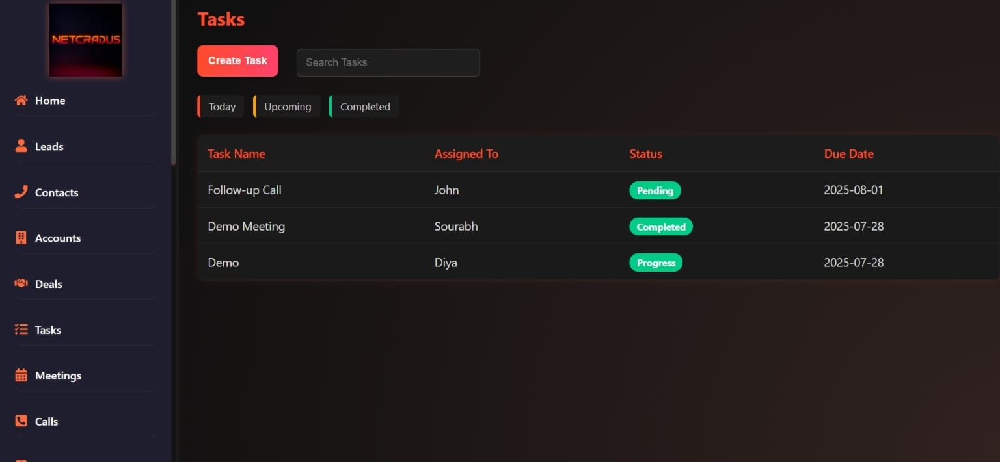 NETCRADUS
Home
Leads
Contacts
Accounts
Deals
Tasks
Meetings
Calls
Tasks
Create Task
Search Tasks
Today Upcoming Completed
Task Name Assigned To Status Due Date
Follow-up Call John Pending 2025-08-01
Demo Meeting Sourabh Completed 2025-07-28
Demo Diya Progress 2025-07-28